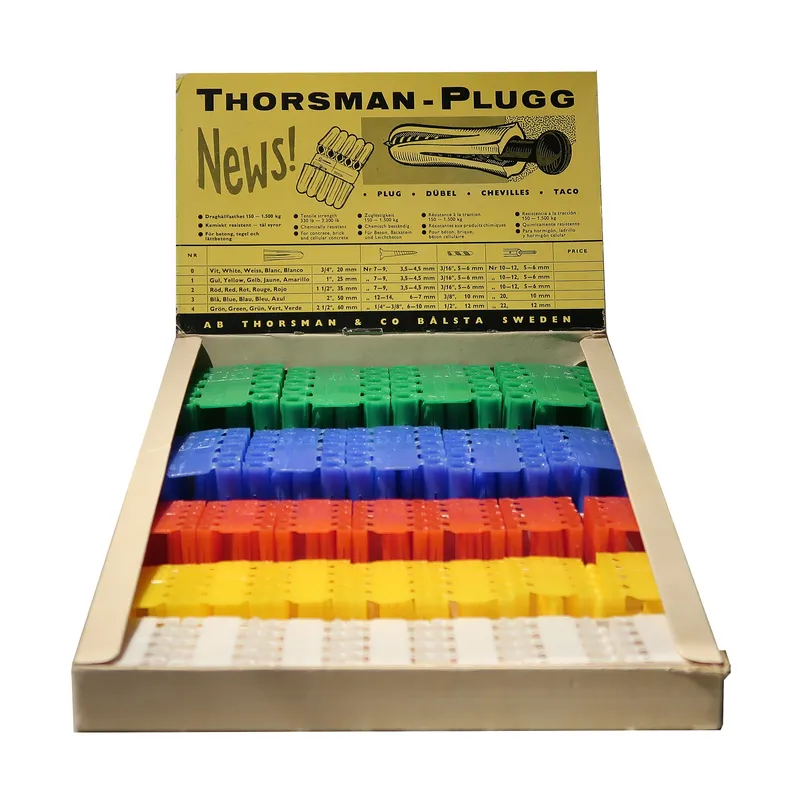 THORSMAN-PLUGG
News!
• PLUG • DÜBEL • CHEVILLES • TACO
● Draghållfasthet 150 — 1.500 kg
● Kemiskt resistent — tål syror
● För betong, tegel och
lättbetong
● Tensile strength
330 lb — 3.300 lb
● Chemically resistent
● For concrete, brick
and cellular concrete
● Zugfestigkeit
150 — 1.500 kg
● Chemisch beständig
● Für Beton, Backstein
und Leichtbeton
● Résistance à la traction
150 — 1.500 kg
● Résistant aux produits chimiques
● Pour béton, brique,
béton cellulaire
● Resistencia a la tracción
150 — 1.500 kg
● Quimicamente resistente
● Para hormigón, ladrillo
y hormigón celular
NR PRICE
0 Vit, White, Weiss, Blanc, Blanco 3/4", 20 mm Nr 7—9, 3,5—4,5 mm 3/16", 5—6 mm Nr 10—12, 5—6 mm
1 Gul, Yellow, Gelb, Jaune, Amarillo 1", 25 mm „ 7—9, 3,5—4,5 mm 3/16", 5—6 mm „ 10—12, 5—6 mm
2 Röd, Red, Rot, Rouge, Rojo 1 1/2", 35 mm „ 7—9, 3,5—4,5 mm 3/16", 5—6 mm „ 10—12, 5—6 mm
3 Blå, Blue, Blau, Bleu, Azul 2", 50 mm „ 12—14, 6—7 mm 3/8", 10 mm „ 20, 10 mm
4 Grön, Green, Grün, Vert, Verde 2 1/2", 60 mm „ 1/4"—3/8", 6—10 mm 1/2", 12 mm „ 22, 12 mm
AB THORSMAN & CO BÅLSTA SWEDEN